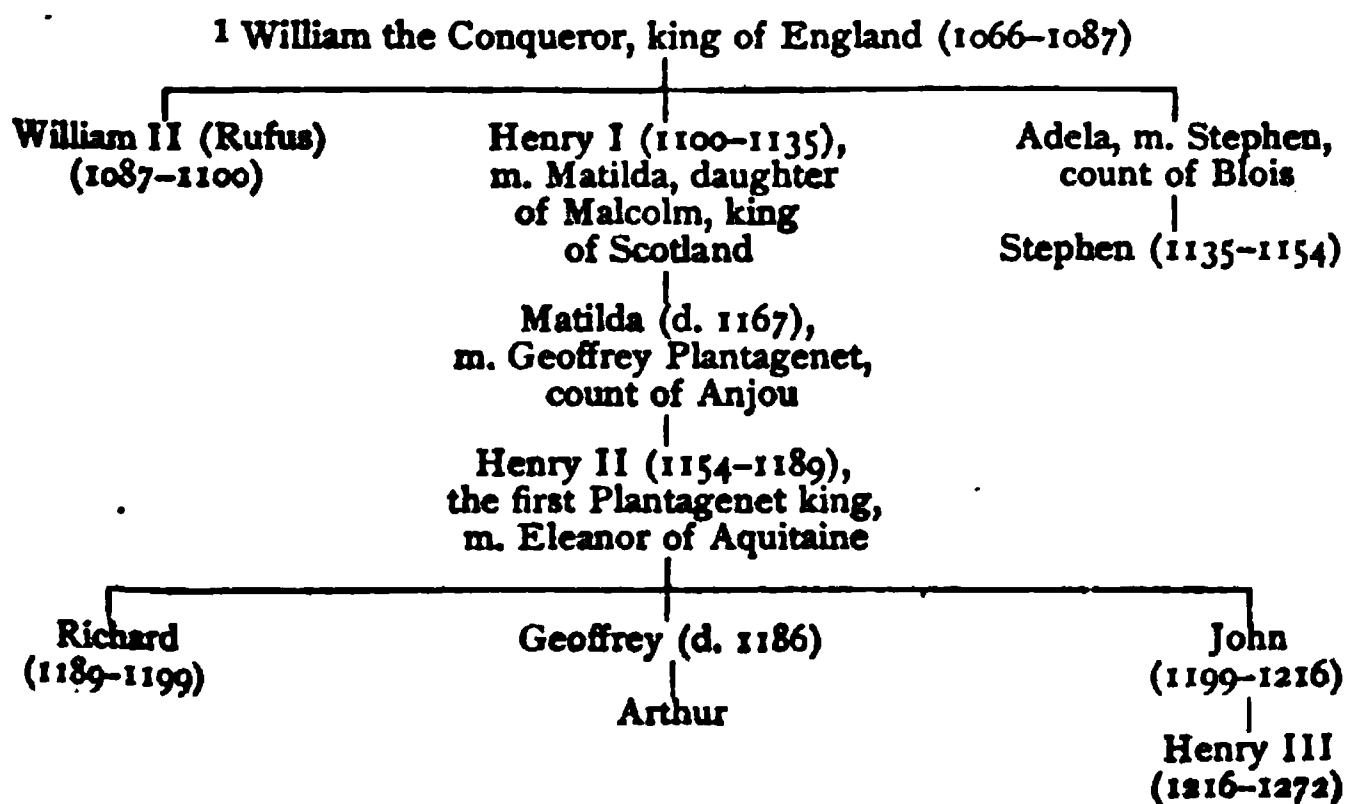 1 William the Conqueror, king of England (1066–1087)
William II (Rufus)
(1087–1100)
Henry I (1100–1135),
m. Matilda, daughter
of Malcolm, king
of Scotland
Adela, m. Stephen,
count of Blois
Stephen (1135–1154)
Matilda (d. 1167),
m. Geoffrey Plantagenet,
count of Anjou
Henry II (1154–1189),
the first Plantagenet king,
m. Eleanor of Aquitaine
Richard
(1189–1199)
Geoffrey (d. 1186)
Arthur
John
(1199–1216)
Henry III
(1216–1272)